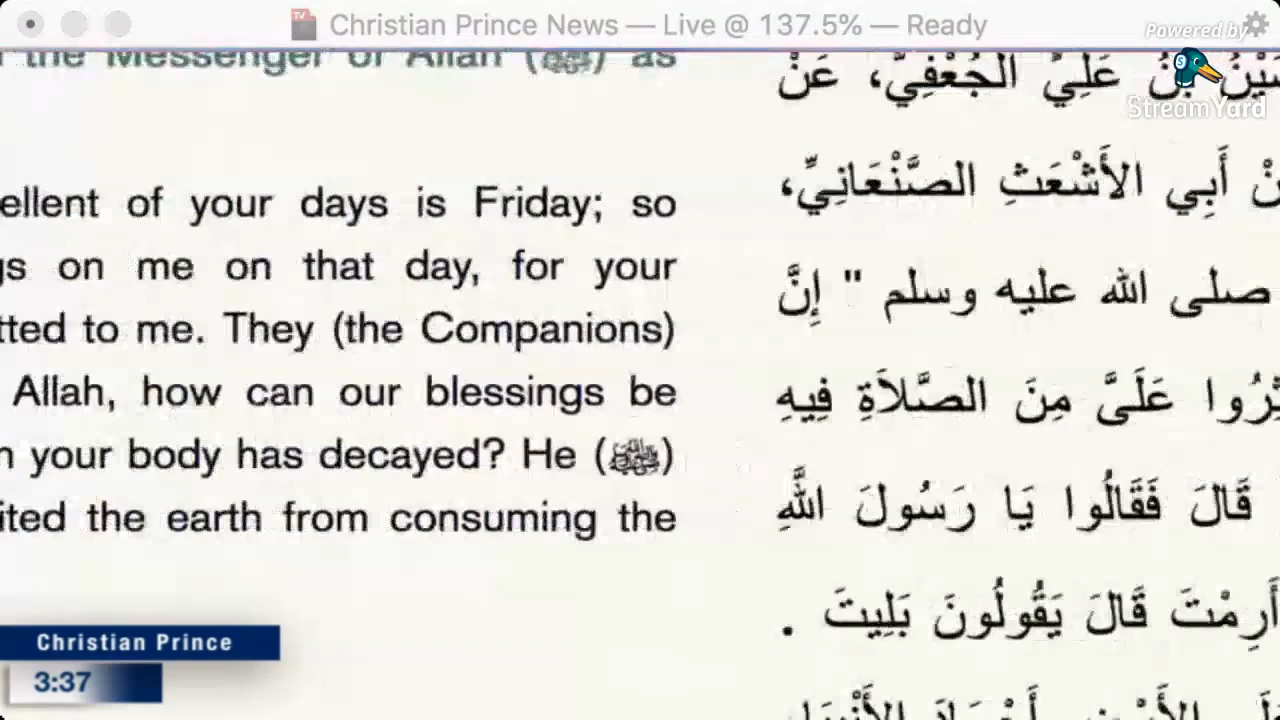 Christian Prince News — Live @ 137.5% — Ready
Powered by
StreamYard
the Messenger of Allah (ﷺ) as
ellent of your days is Friday; so
gs on me on that day, for your
tted to me. They (the Companions)
Allah, how can our blessings be
your body has decayed? He (ﷺ)
ited the earth from consuming the
عَلِيٍّ الْجُعْفِيُّ، عَنْ
أَبِي الأَشْعَثِ الصَّنْعَانِيِّ،
صلى الله عليه وسلم " إِنَّ
عَلَىَّ مِنَ الصَّلاَةِ فِيهِ
قَالَ فَقَالُوا يَا رَسُولَ اللَّهِ
أَرِمْتَ قَالَ يَقُولُونَ بَلِيتَ .
Christian Prince
3:37